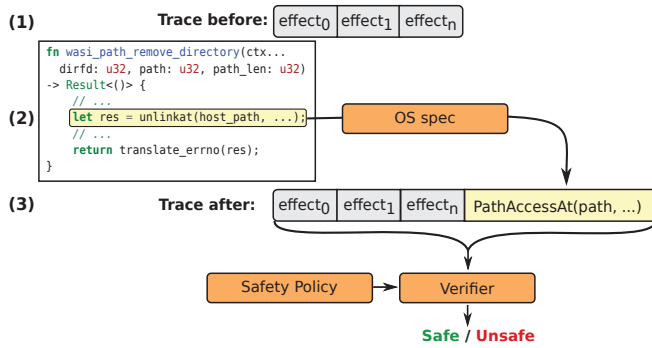 (1) Trace before: effect0 effect1 effectn
fn wasi_path_remove_directory(ctx...
dirfd: u32, path: u32, path_len: u32)
-> Result<()> {
// ...
(2) let res = unlinkat(host_path, ...); OS spec
// ...
return translate_errno(res);
}
(3) Trace after: effect0 effect1 effectn PathAccessAt(path, ...)
Safety Policy Verifier
Safe / Unsafe